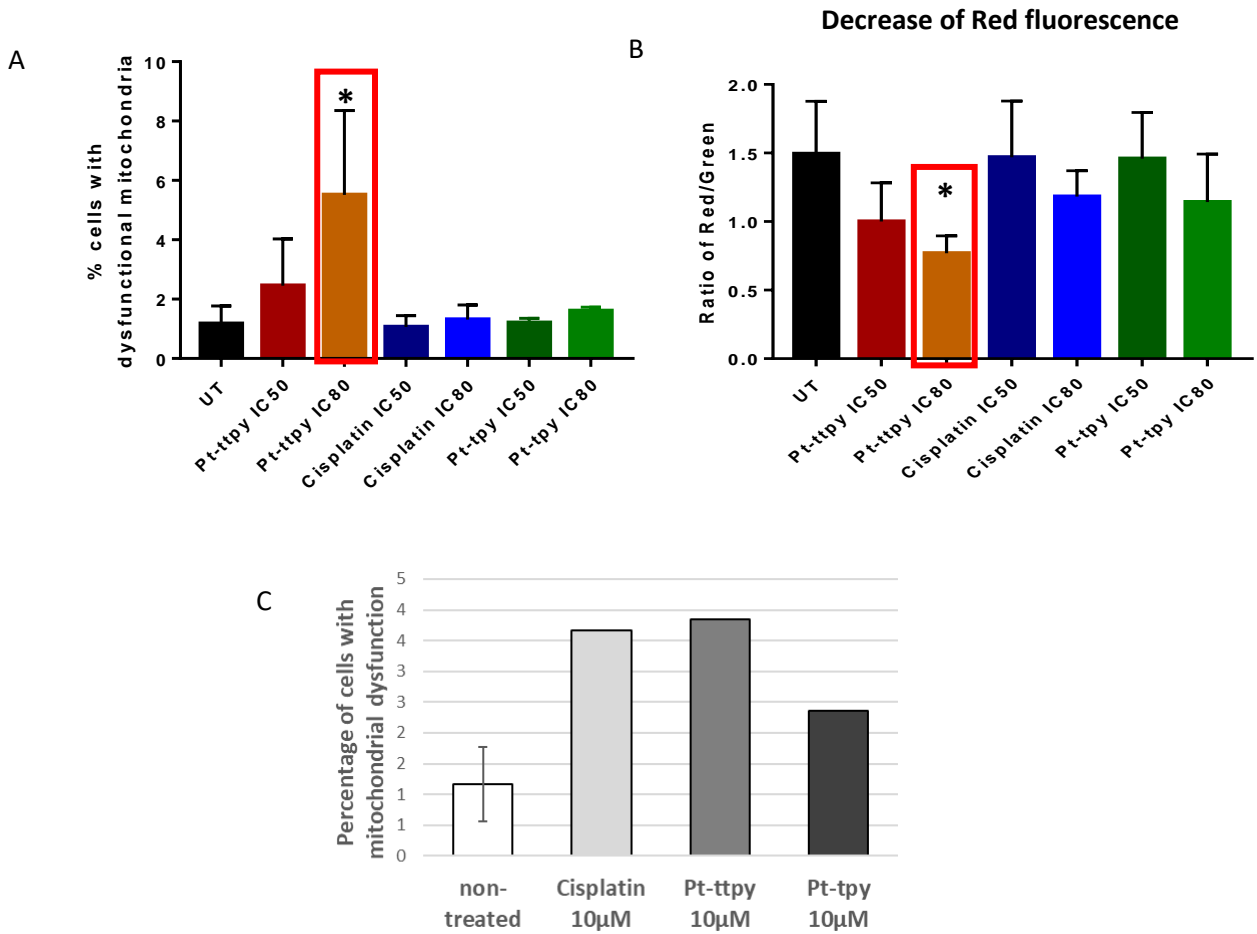 A
% cells with
dysfunctional mitochondria
10
8
6
4
2
0
*
UT
Pt-ttpy IC50
Pt-ttpy IC80
Cisplatin IC50
Cisplatin IC80
Pt-tpy IC50
Pt-tpy IC80
Decrease of Red fluorescence
B
Ratio of Red/Green
2.0
1.5
1.0
0.5
0.0
*
UT
Pt-ttpy IC50
Pt-ttpy IC80
Cisplatin IC50
Cisplatin IC80
Pt-tpy IC50
Pt-tpy IC80
C
Percentage of cells with
mitochondrial dysfunction
5
4
4
3
3
2
2
1
1
0
non-
treated
Cisplatin
10µM
Pt-ttpy
10µM
Pt-tpy
10µM